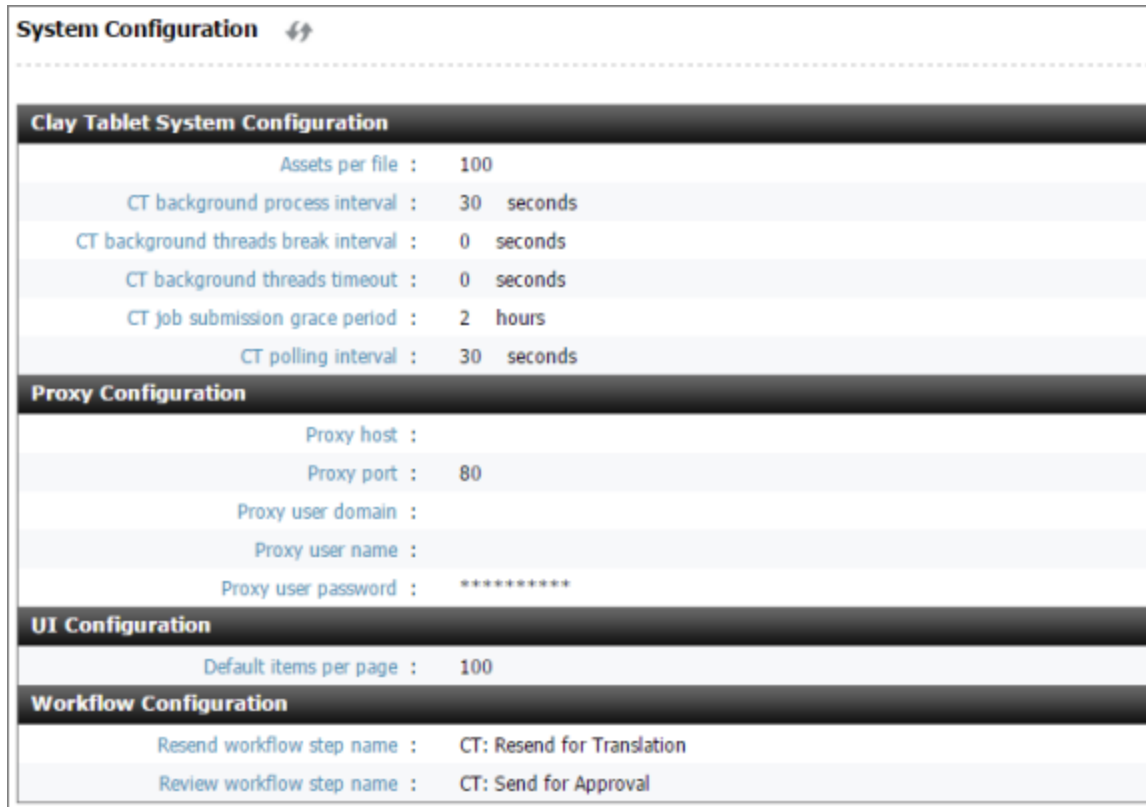 System Configuration
Clay Tablet System Configuration
Assets per file : 100
CT background process interval : 30 seconds
CT background threads break interval : 0 seconds
CT background threads timeout : 0 seconds
CT job submission grace period : 2 hours
CT polling interval : 30 seconds
Proxy Configuration
Proxy host :
Proxy port : 80
Proxy user domain :
Proxy user name :
Proxy user password : **********
UI Configuration
Default items per page : 100
Workflow Configuration
Resend workflow step name : CT: Resend for Translation
Review workflow step name : CT: Send for Approval